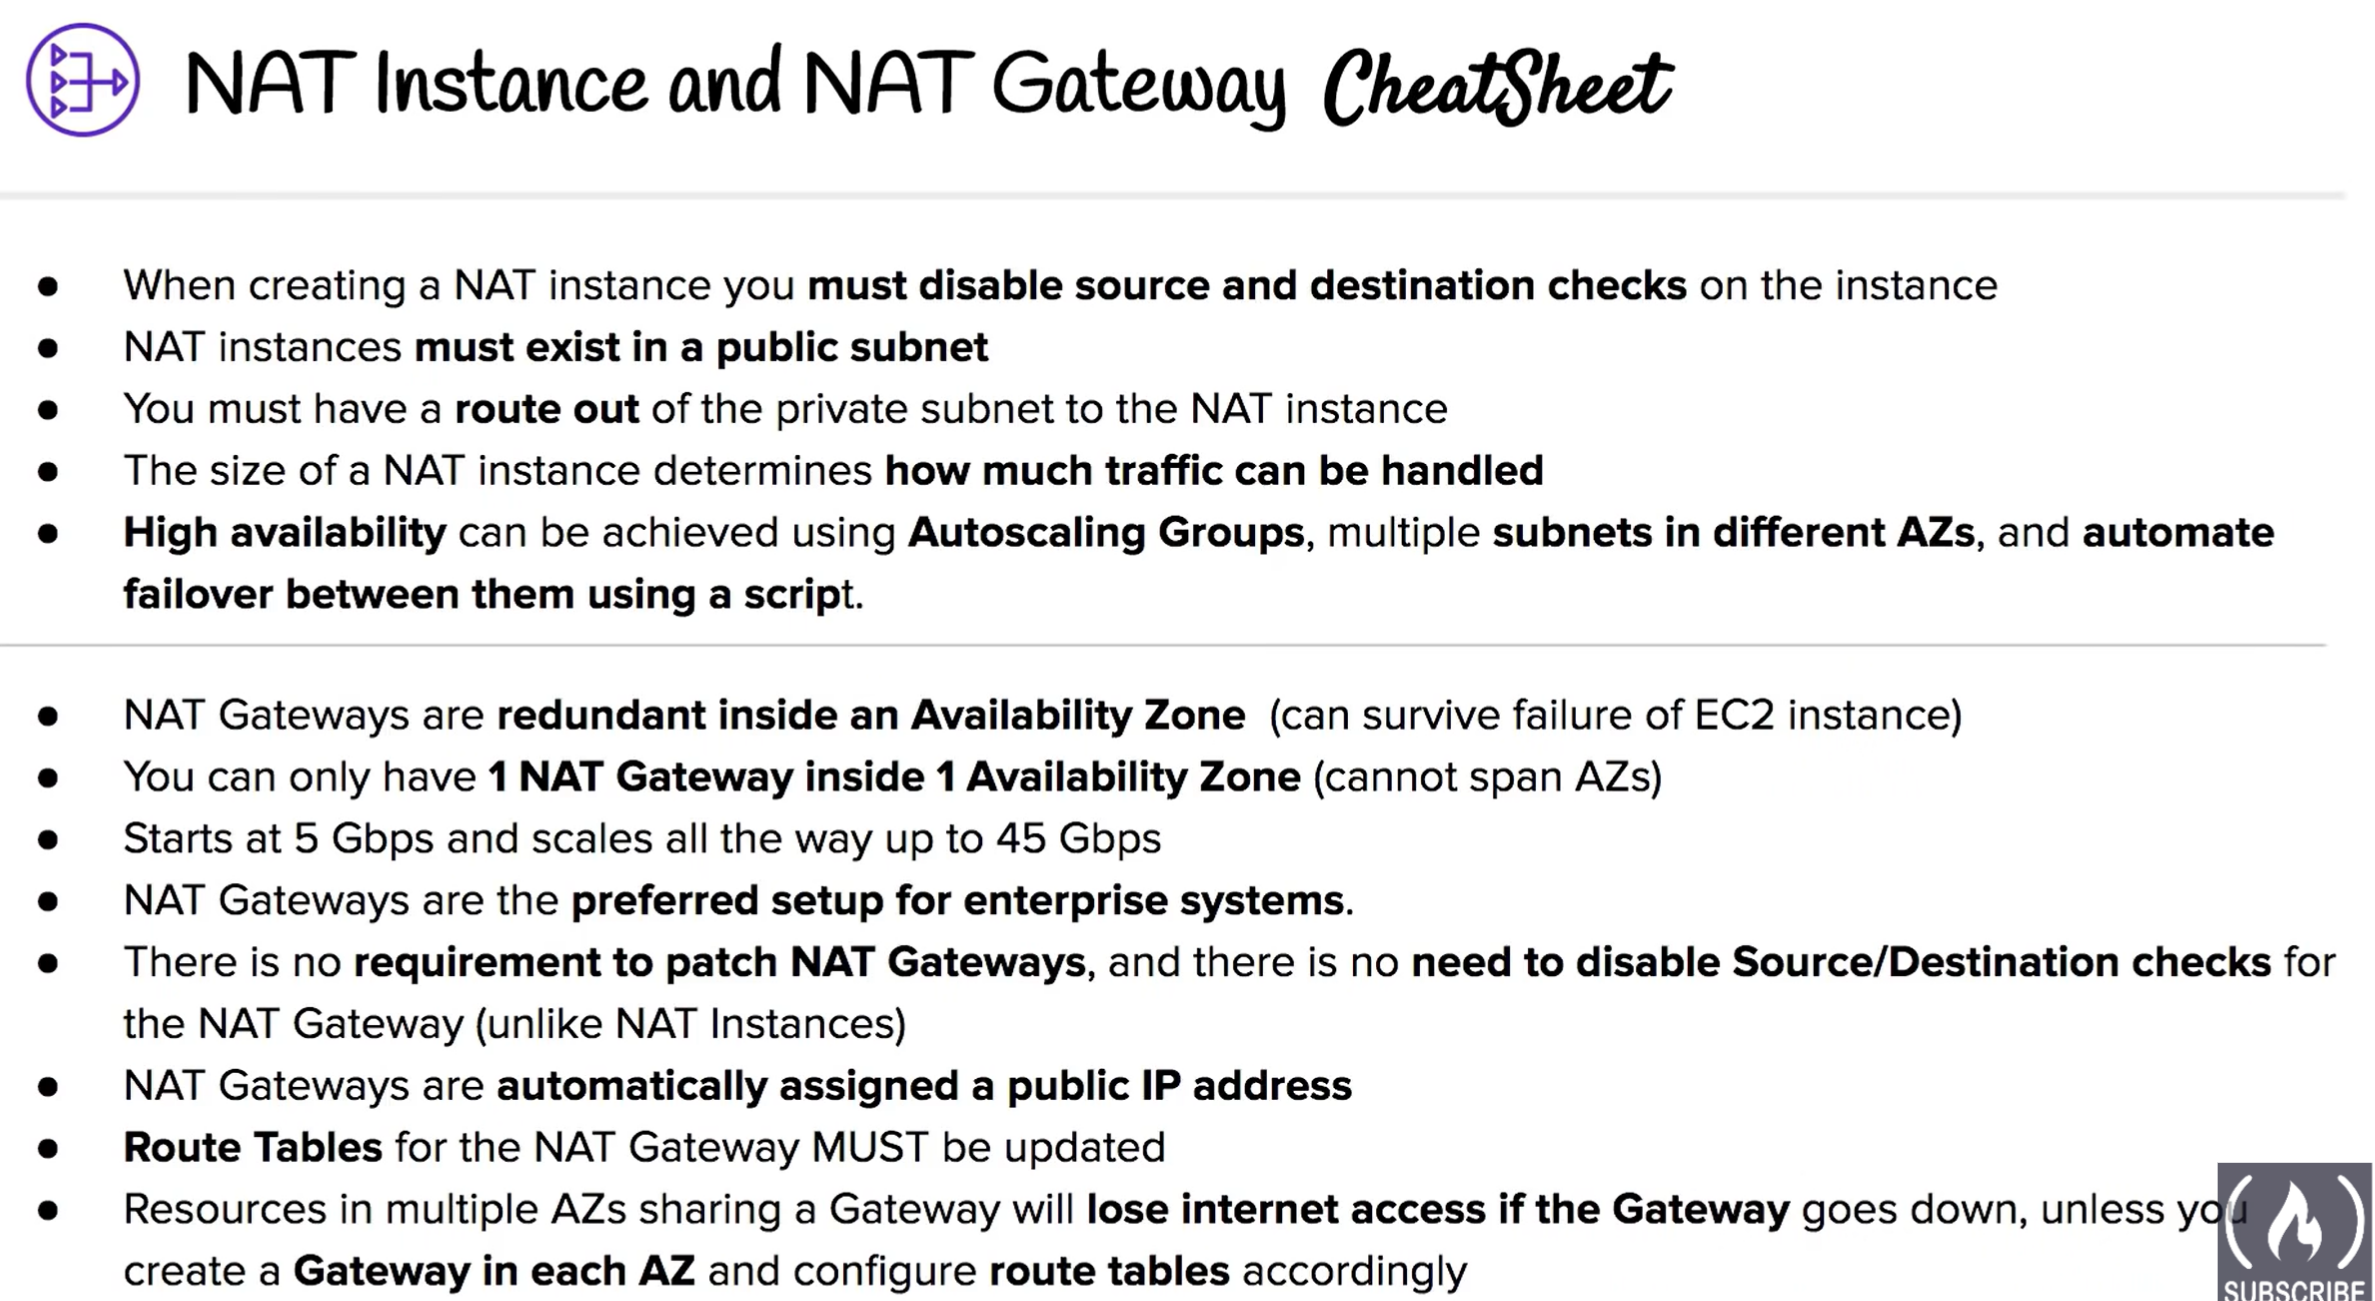 NAT Instance and NAT Gateway CheatSheet
● When creating a NAT instance you must disable source and destination checks on the instance
● NAT instances must exist in a public subnet
● You must have a route out of the private subnet to the NAT instance
● The size of a NAT instance determines how much traffic can be handled
● High availability can be achieved using Autoscaling Groups, multiple subnets in different AZs, and automate
failover between them using a script.
● NAT Gateways are redundant inside an Availability Zone (can survive failure of EC2 instance)
● You can only have 1 NAT Gateway inside 1 Availability Zone (cannot span AZs)
● Starts at 5 Gbps and scales all the way up to 45 Gbps
● NAT Gateways are the preferred setup for enterprise systems.
● There is no requirement to patch NAT Gateways, and there is no need to disable Source/Destination checks for
the NAT Gateway (unlike NAT Instances)
● NAT Gateways are automatically assigned a public IP address
● Route Tables for the NAT Gateway MUST be updated
● Resources in multiple AZs sharing a Gateway will lose internet access if the Gateway goes down, unless you
create a Gateway in each AZ and configure route tables accordingly
SUBSCRIBE